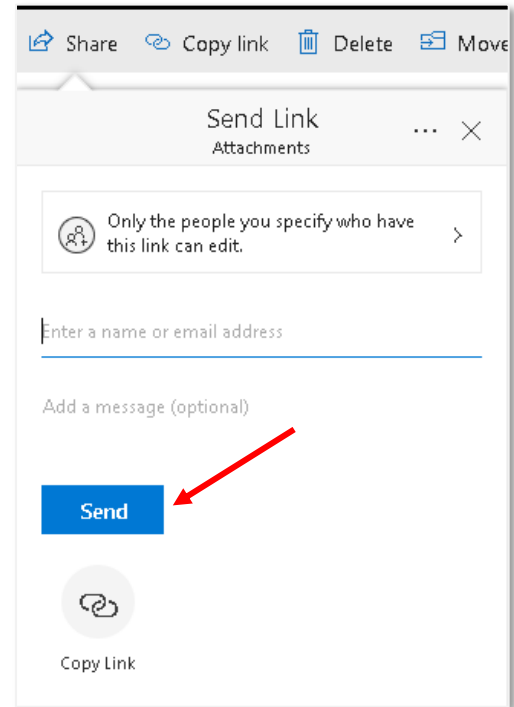 Share Copy link Delete Move
Send Link
Attachments
Only the people you specify who have
this link can edit.
Enter a name or email address
Add a message (optional)
Send
Copy Link